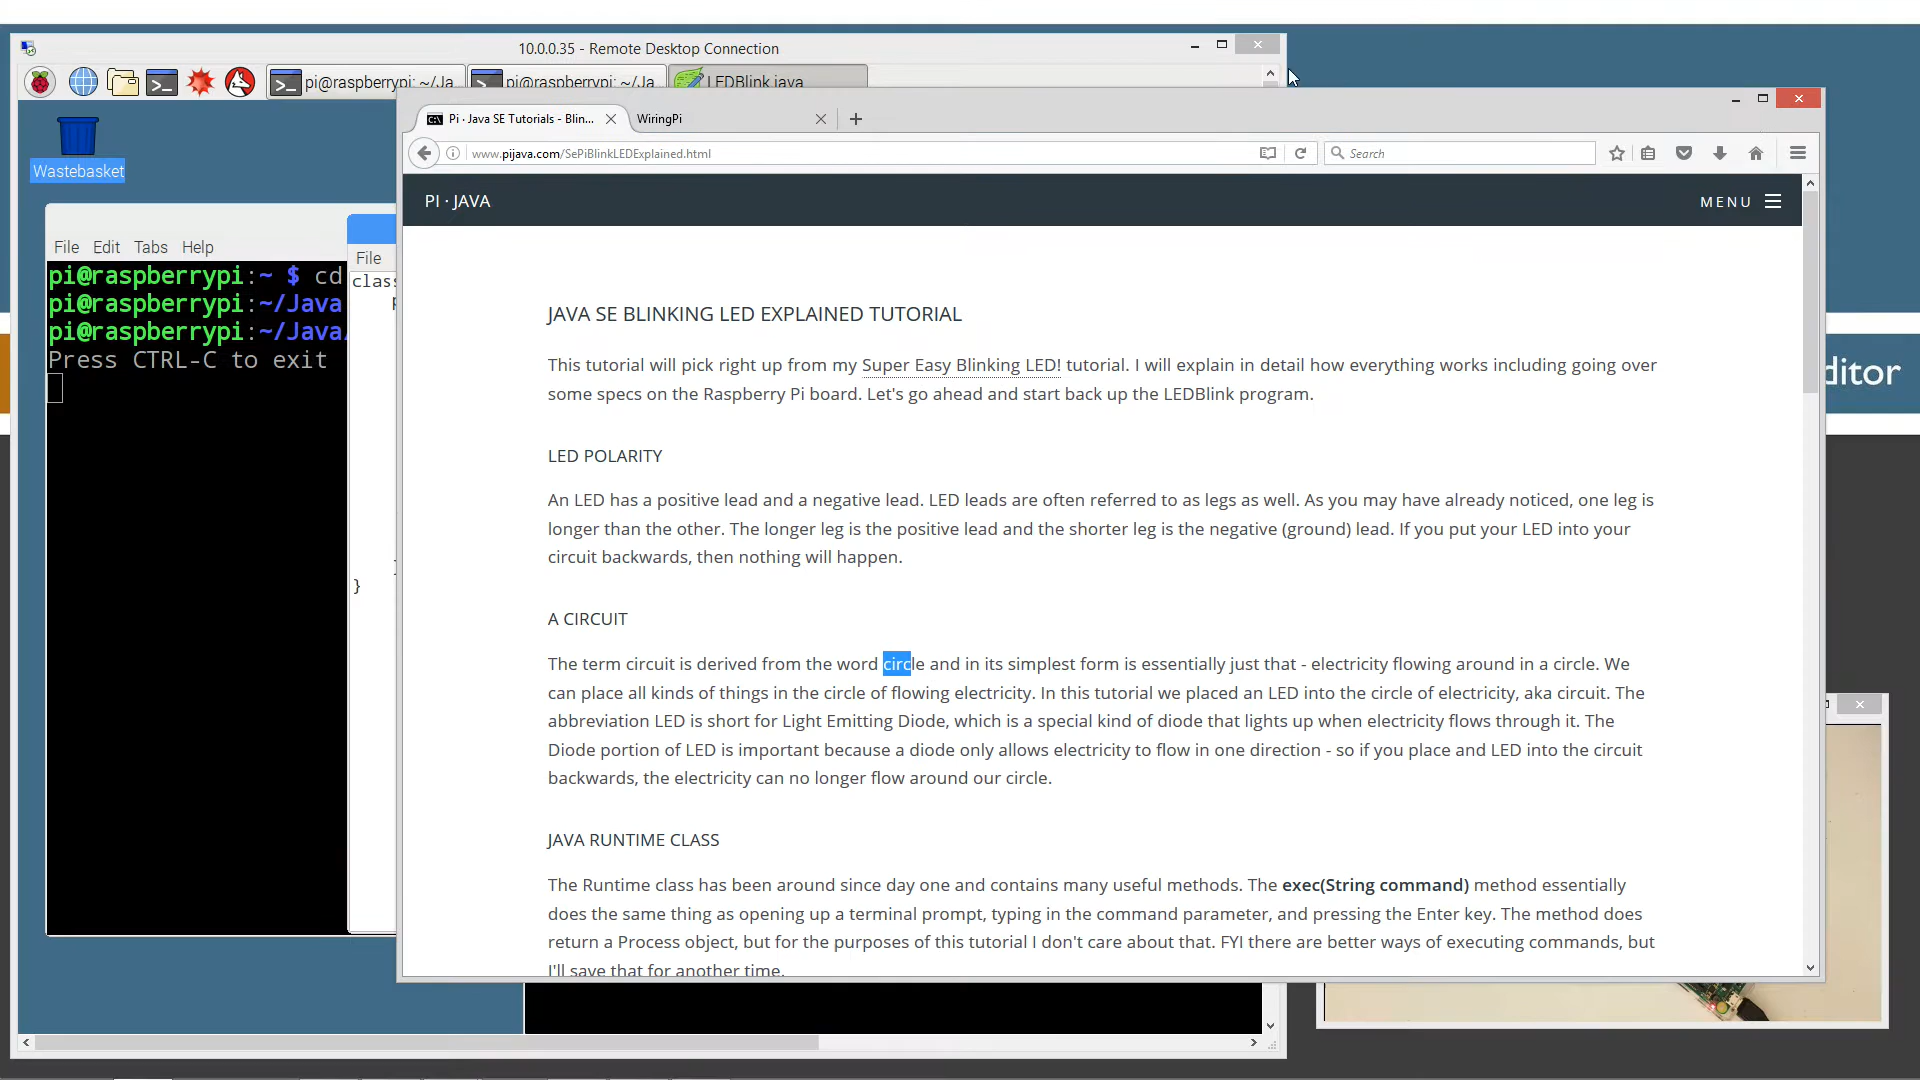 10.0.0.35 - Remote Desktop Connection
pi@raspberrypi: ~/Ja
pi@raspberrypi: ~/Ja
LEDBlink.java
Wastebasket
File Edit Tabs Help
pi@raspberrypi:~ $ cd
pi@raspberrypi:~/Java
pi@raspberrypi:~/Java/
Press CTRL-C to exit
File
class
}
Pi · Java SE Tutorials - Blin...
WiringPi
www.pijava.com/SePiBlinkLEDExplained.html
Search
PI · JAVA
MENU
JAVA SE BLINKING LED EXPLAINED TUTORIAL
This tutorial will pick right up from my Super Easy Blinking LED! tutorial. I will explain in detail how everything works including going over
some specs on the Raspberry Pi board. Let's go ahead and start back up the LEDBlink program.
LED POLARITY
An LED has a positive lead and a negative lead. LED leads are often referred to as legs as well. As you may have already noticed, one leg is
longer than the other. The longer leg is the positive lead and the shorter leg is the negative (ground) lead. If you put your LED into your
circuit backwards, then nothing will happen.
A CIRCUIT
The term circuit is derived from the word circle and in its simplest form is essentially just that - electricity flowing around in a circle. We
can place all kinds of things in the circle of flowing electricity. In this tutorial we placed an LED into the circle of electricity, aka circuit. The
abbreviation LED is short for Light Emitting Diode, which is a special kind of diode that lights up when electricity flows through it. The
Diode portion of LED is important because a diode only allows electricity to flow in one direction - so if you place and LED into the circuit
backwards, the electricity can no longer flow around our circle.
JAVA RUNTIME CLASS
The Runtime class has been around since day one and contains many useful methods. The exec(String command) method essentially
does the same thing as opening up a terminal prompt, typing in the command parameter, and pressing the Enter key. The method does
return a Process object, but for the purposes of this tutorial I don't care about that. FYI there are better ways of executing commands, but
I'll save that for another time.
ditor